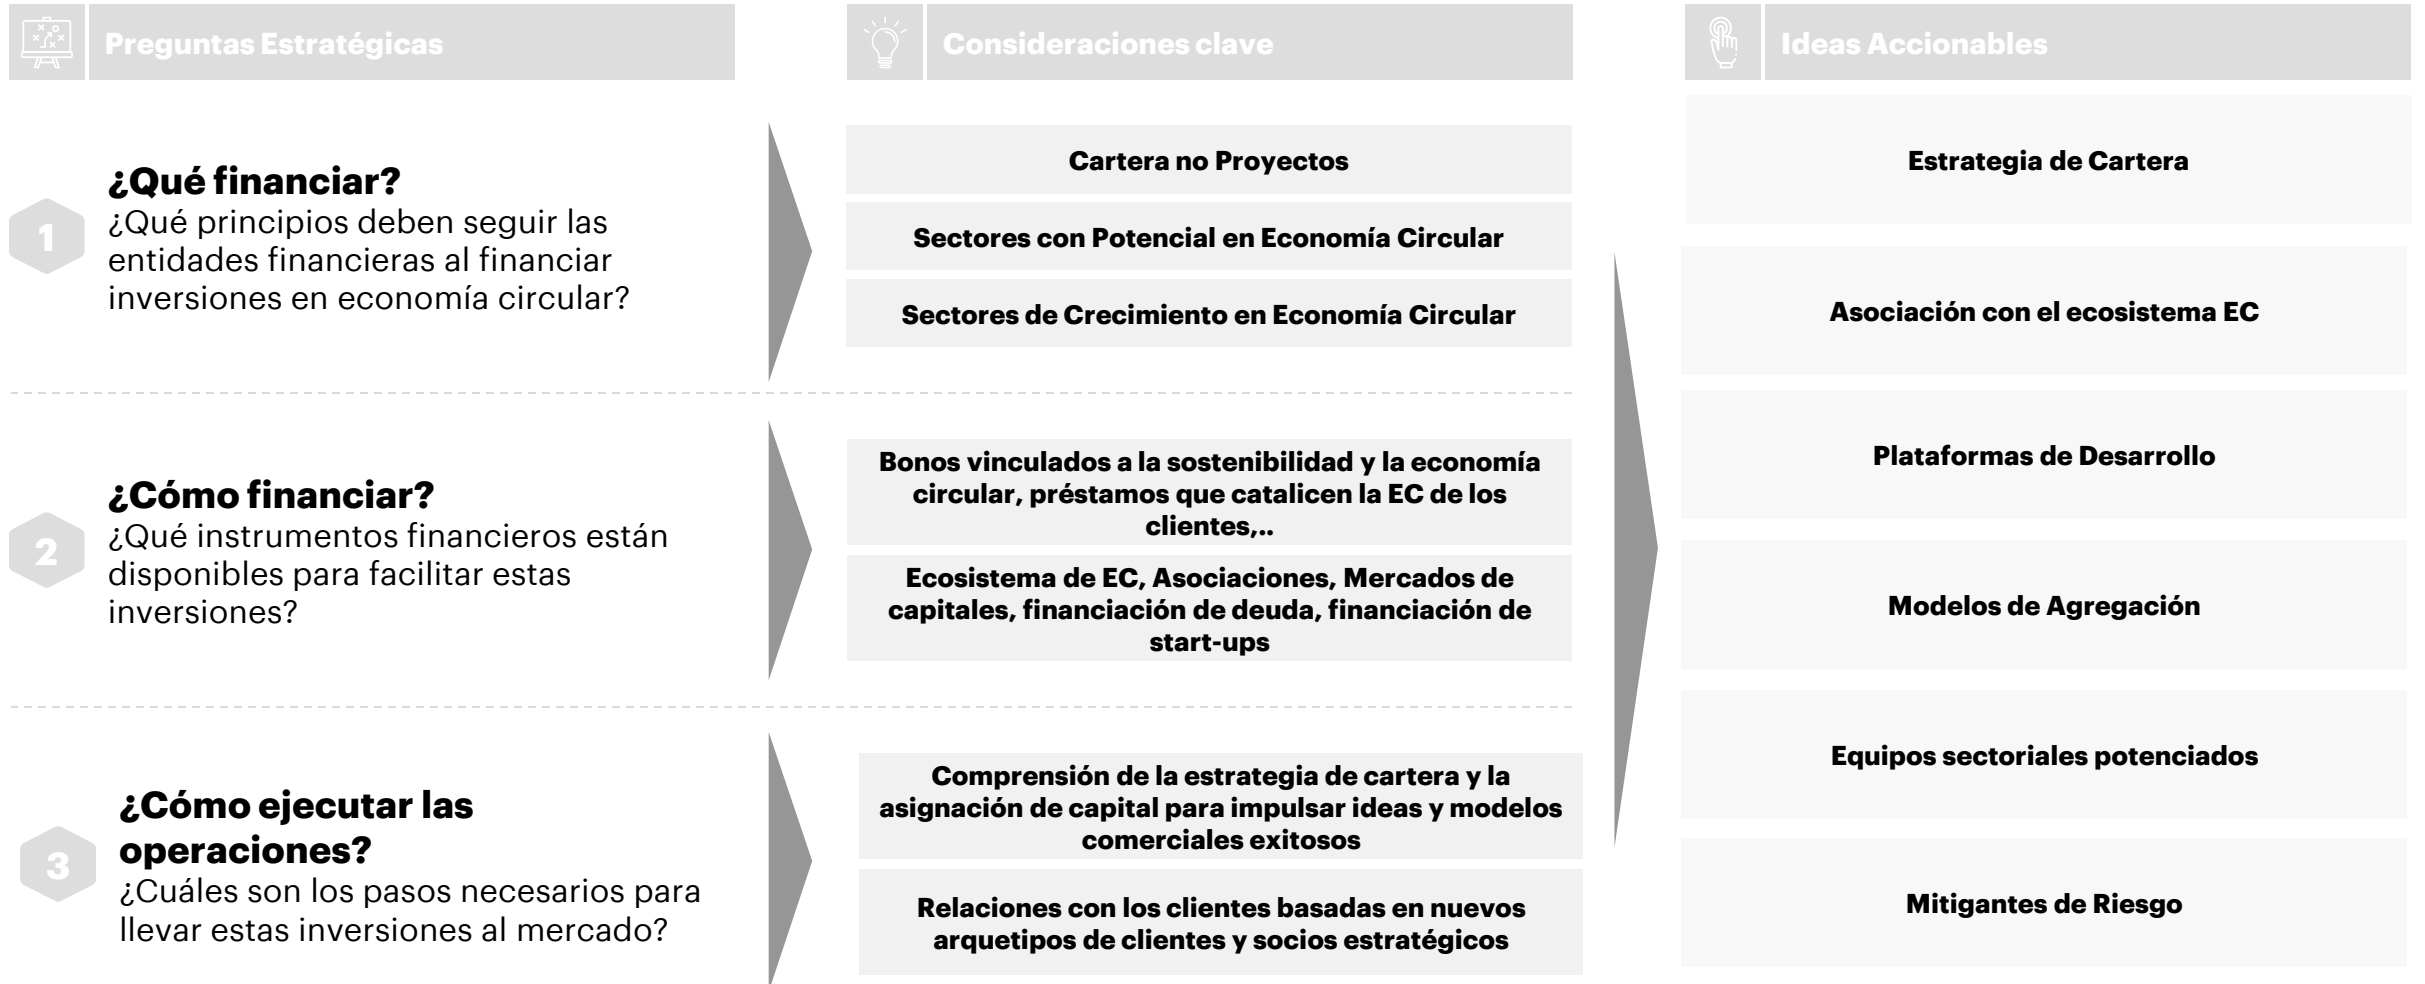 Preguntas Estratégicas
Consideraciones clave
Ideas Accionables
1
¿Qué financiar?
¿Qué principios deben seguir las
entidades financieras al financiar
inversiones en economía circular?
Cartera no Proyectos
Sectores con Potencial en Economía Circular
Sectores de Crecimiento en Economía Circular
2
¿Cómo financiar?
¿Qué instrumentos financieros están
disponibles para facilitar estas
inversiones?
Bonos vinculados a la sostenibilidad y la economía
circular, préstamos que catalicen la EC de los
clientes,..
Ecosistema de EC, Asociaciones, Mercados de
capitales, financiación de deuda, financiación de
start-ups
3
¿Cómo ejecutar las
operaciones?
¿Cuáles son los pasos necesarios para
llevar estas inversiones al mercado?
Comprensión de la estrategia de cartera y la
asignación de capital para impulsar ideas y modelos
comerciales exitosos
Relaciones con los clientes basadas en nuevos
arquetipos de clientes y socios estratégicos
Estrategia de Cartera
Asociación con el ecosistema EC
Plataformas de Desarrollo
Modelos de Agregación
Equipos sectoriales potenciados
Mitigantes de Riesgo